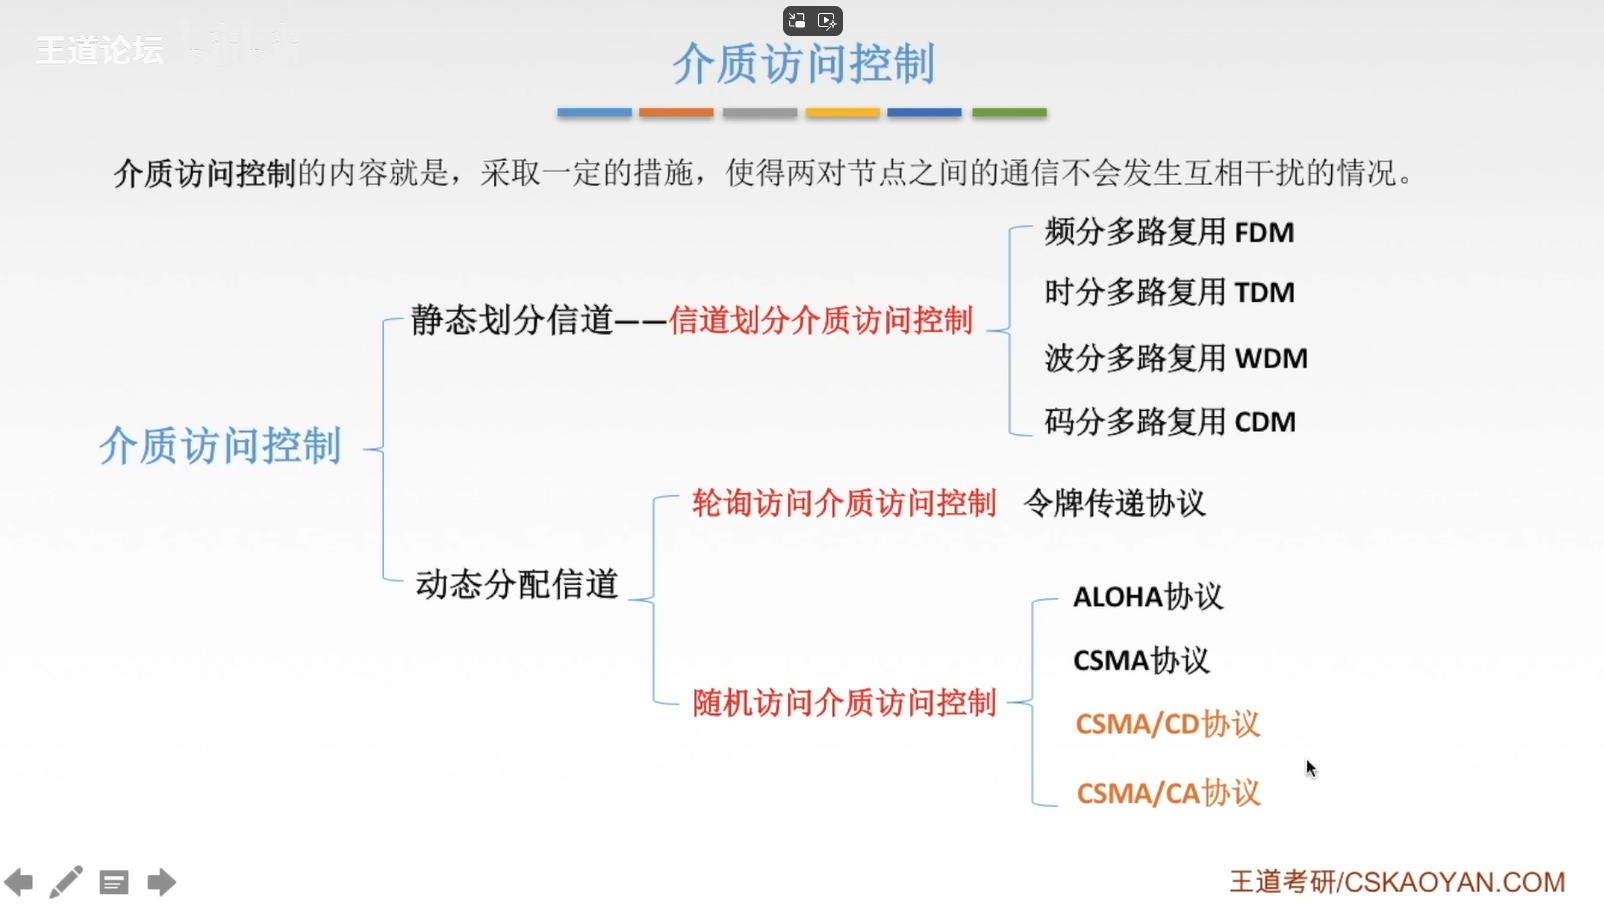 王道论坛
介质访问控制
介质访问控制的内容就是，采取一定的措施，使得两对节点之间的通信不会发生互相干扰的情况。
频分多路复用 FDM
时分多路复用 TDM
静态划分信道——信道划分介质访问控制
波分多路复用 WDM
码分多路复用 CDM
介质访问控制
轮询访问介质访问控制 令牌传递协议
动态分配信道
ALOHA协议
CSMA协议
随机访问介质访问控制
CSMA/CD协议
CSMA/CA协议
王道考研/CSKAOYAN.COM